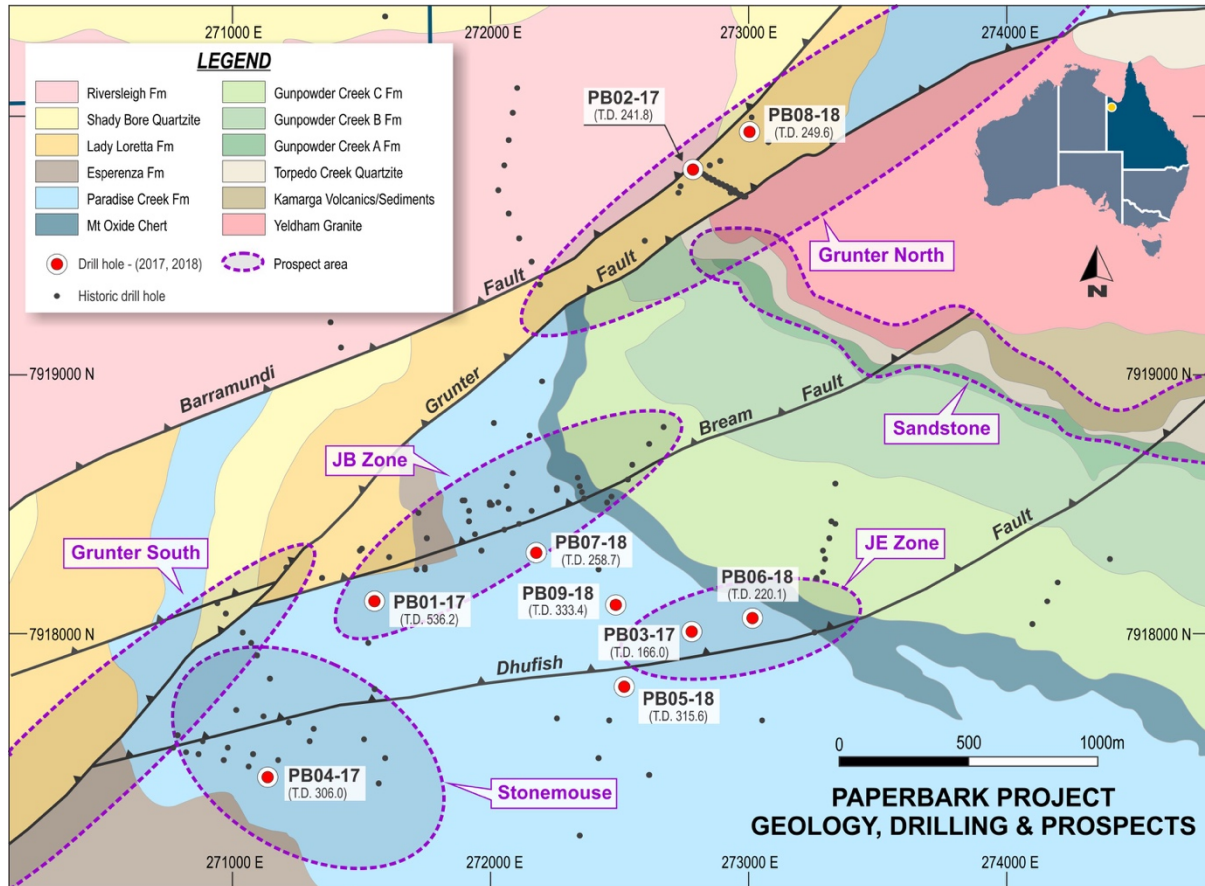 271000 E
272000 E
273000 E
274000 E
LEGEND
Riversleigh Fm
Shady Bore Quartzite
Lady Loretta Fm
Esperenza Fm
Paradise Creek Fm
Mt Oxide Chert
Gunpowder Creek C Fm
Gunpowder Creek B Fm
Gunpowder Creek A Fm
Torpedo Creek Quartzite
Kamarga Volcanics/Sediments
Yeldham Granite
Drill hole - (2017, 2018)
Prospect area
Historic drill hole
PB02-17
(T.D. 241.8)
PB08-18
(T.D. 249.6)
Grunter North
N
Fault
Fault
Barramundi
Grunter
7919000 N
7919000 N
Bream
Fault
Sandstone
JB Zone
Grunter South
Fault
JE Zone
PB07-18
(T.D. 258.7)
PB01-17
(T.D. 536.2)
PB09-18
(T.D. 333.4)
PB06-18
(T.D. 220.1)
PB03-17
(T.D. 166.0)
7918000 N
7918000 N
Dhufish
PB05-18
(T.D. 315.6)
PB04-17
(T.D. 306.0)
Stonemouse
0
500
1000m
PAPERBARK PROJECT
GEOLOGY, DRILLING & PROSPECTS
271000 E
272000 E
273000 E
274000 E